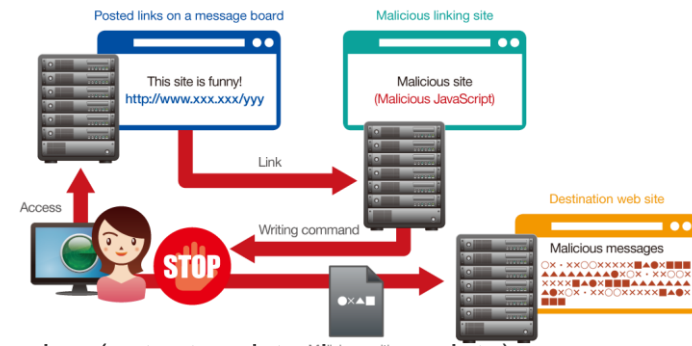 Posted links on a message board
Malicious linking site
This site is funny!
http://www.xxx.xxx/yyy
Malicious site
(Malicious JavaScript)
Link
Access
Writing command
STOP
Destination web site
Malicious messages